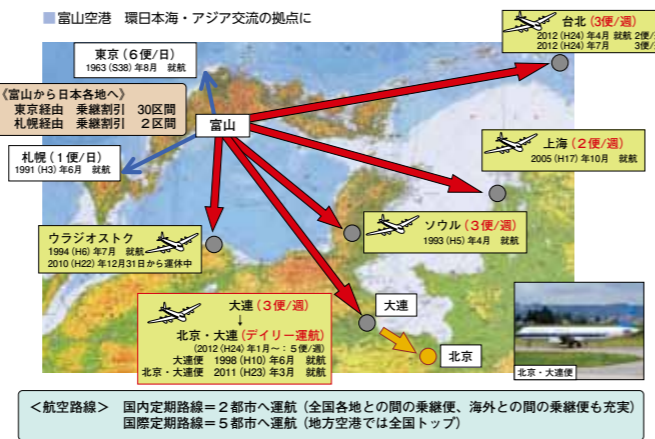 ■富山空港 環日本海・アジア交流の拠点に
東京(6便/日)
1963(S38)年8月 就航
《富山から日本各地へ》
東京経由 乗継割引 30区間
札幌経由 乗継割引 2区間
札幌(1便/日)
1991(H3)年6月 就航
富山
台北(3便/週)
2012(H24)年4月 就航 2便/
2012(H24)年7月 3便/
上海(2便/週)
2005(H17)年10月 就航
ソウル(3便/週)
1993(H5)年4月 就航
ウラジオストク
1994(H6)年7月 就航
2010(H22)年12月31日から運休中
大連(3便/週)
↓
北京・大連(デイリー運航)
(2012(H24)年1月~:5便/週)
大連便 1998(H10)年6月 就航
北京・大連便 2011(H23)年3月 就航
大連
北京
北京・大連便
<航空路線> 国内定期路線=2都市へ運航(全国各地との間の乗継便、海外との間の乗継便も充実)
国際定期路線=5都市へ運航(地方空港では全国トップ)